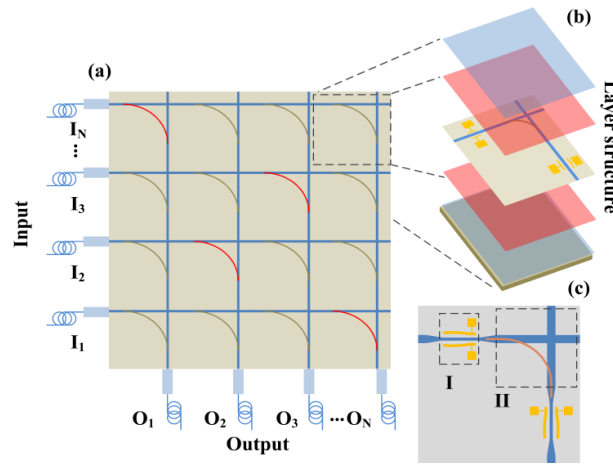 (a)
(b)
Layer structure
I_N
...
I_3
I_2
I_1
Input
O_1 O_2 O_3 ···O_N
Output
(c)
I
II